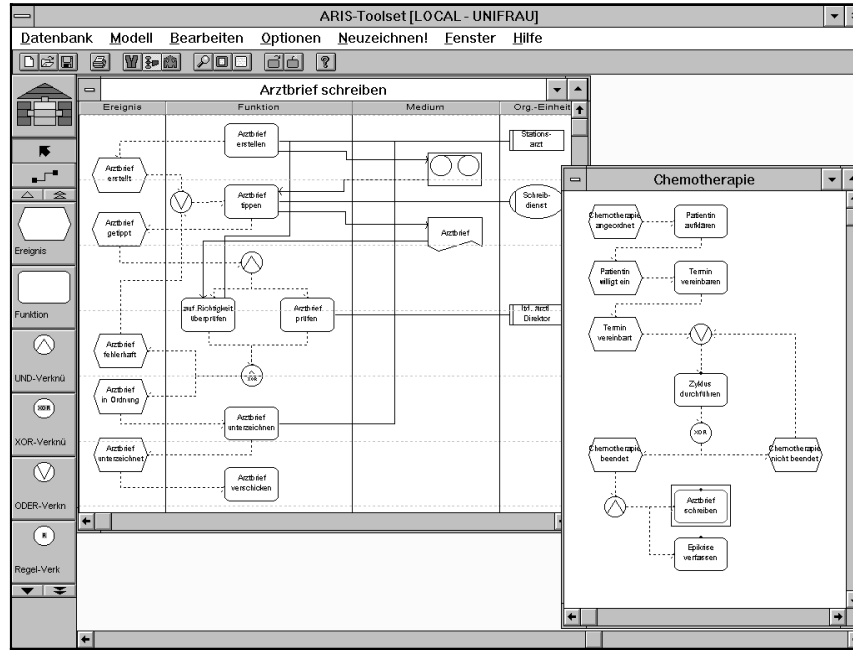 ARIS-Toolset [LOCAL - UNIFRAU]
Datenbank Modell Bearbeiten Optionen Neuzeichnen! Fenster Hilfe
?
Arztbrief schreiben
Ereignis Funktion Medium Org.-Einheit
Arztbrief
erstellen
Stations-
arzt
Arztbrief
erstellt
Arztbrief
tippen
Schreib-
dienst
Arztbrief
getippt
Arztbrief
auf Richtigkeit
überprüfen
Arztbrief
prüfen
Direktor
Arztbrief
fehlerhaft
XOR
Arztbrief
in Ordnung
Arztbrief
unterzeichnen
Arztbrief
unterzeichnet
Arztbrief
verschicken
Ereignis
Funktion
UND-Verknü
XOR
XOR-Verknü
ODER-Verkn
R
Regel-Verk
Chemotherapie
Chemotherapie
angeordnet
Patientin
aufklären
Patientin
willigt ein
Termin
vereinbaren
Termin
vereinbart
Zyklus
durchführen
XOR
Chemotherapie
beendet
Chemotherapie
nicht beendet
Arztbrief
schreiben
Epikrise
verfassen